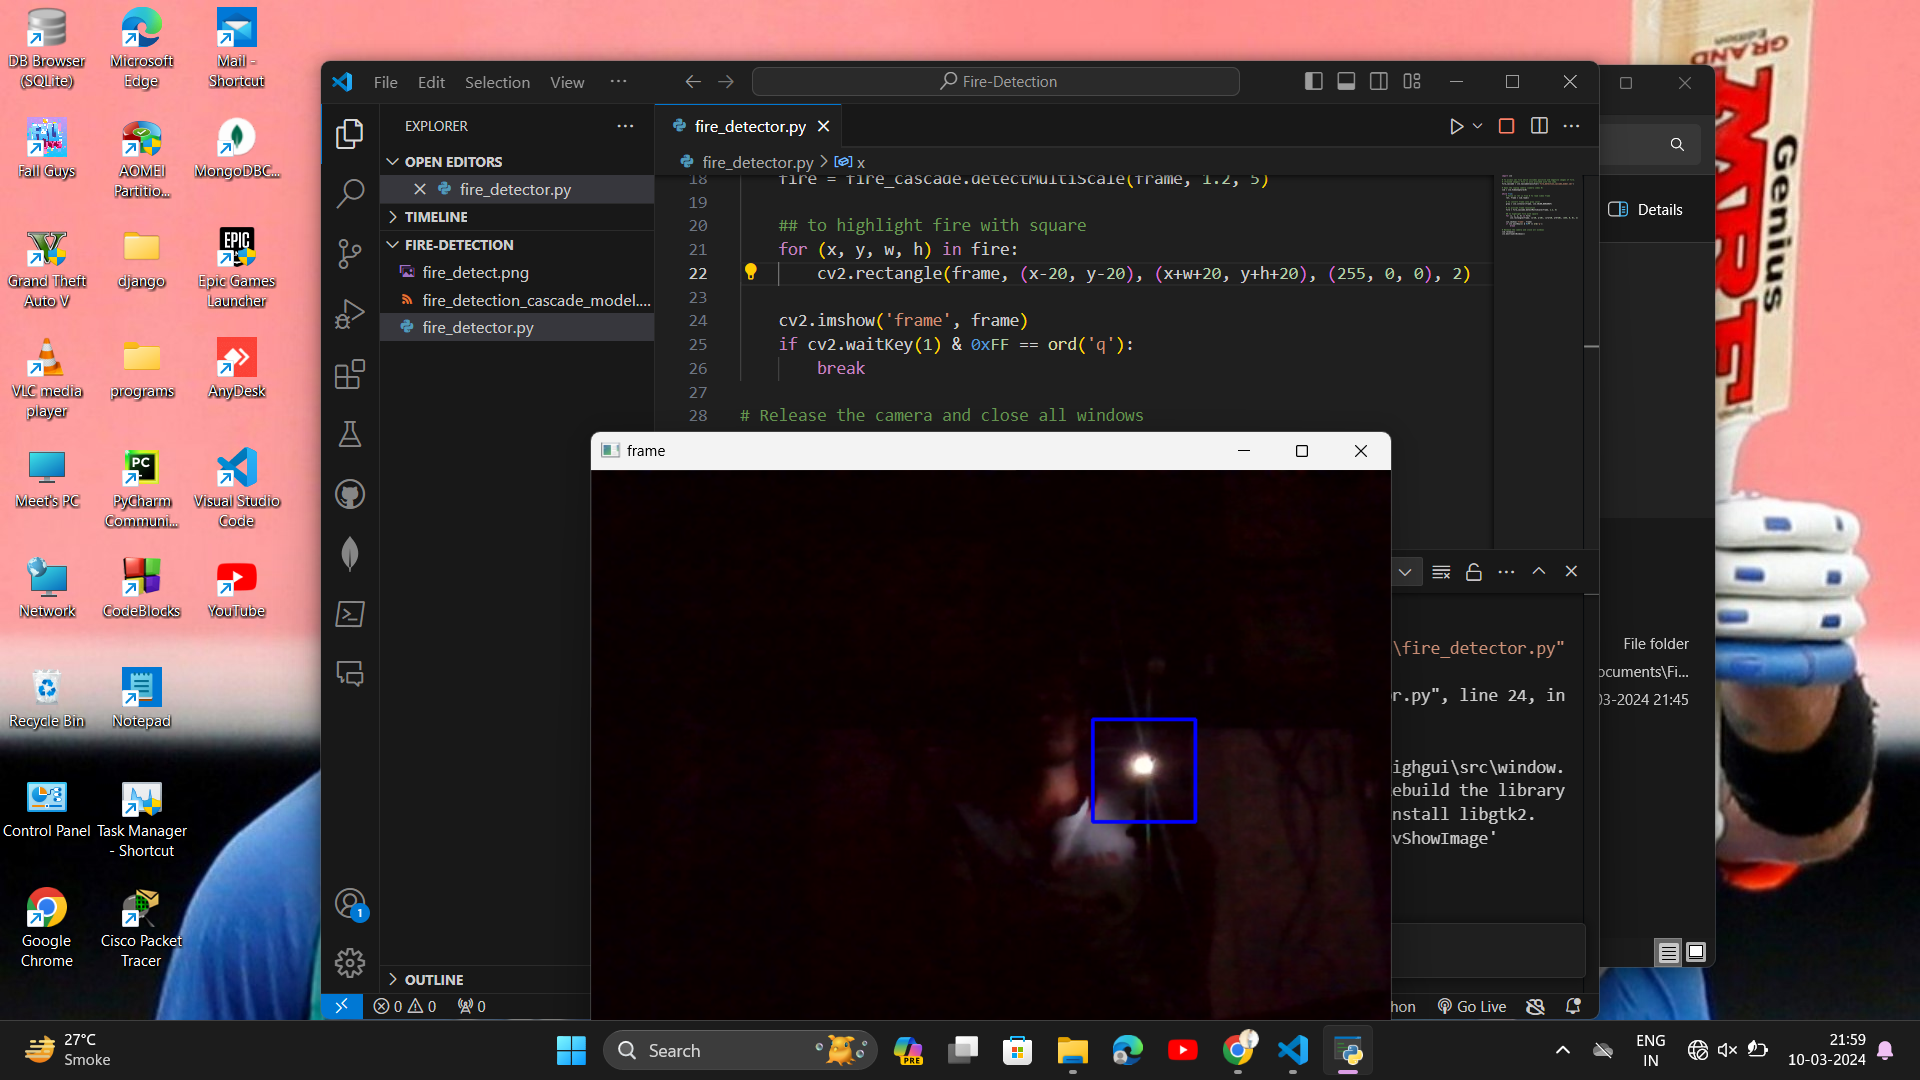 DB Browser
(SQLite)
Microsoft
Edge
Mail -
Shortcut
Fall Guys
AOMEI
Partitio...
MongoDBC...
Grand Theft
Auto V
django
Epic Games
Launcher
VLC media
player
programs
AnyDesk
Meet's PC
PyCharm
Communi...
Visual Studio
Code
Network
CodeBlocks
YouTube
Recycle Bin
Notepad
Control Panel
Task Manager
- Shortcut
Google
Chrome
Cisco Packet
Tracer
File Edit Selection View ...
Fire-Detection
EXPLORER
OPEN EDITORS
fire_detector.py
TIMELINE
FIRE-DETECTION
fire_detect.png
fire_detection_cascade_model....
fire_detector.py
OUTLINE
fire_detector.py
fire_detector.py > x
18 fire = fire_cascade.detectMultiScale(frame, 1.2, 5)
19
20 ## to highlight fire with square
21 for (x, y, w, h) in fire:
22 cv2.rectangle(frame, (x-20, y-20), (x+w+20, y+h+20), (255, 0, 0), 2)
23
24 cv2.imshow('frame', frame)
25 if cv2.waitKey(1) & 0xFF == ord('q'):
26 break
27
28 # Release the camera and close all windows
frame
\fire_detector.py"
r.py", line 24, in
ighgui\src\window.
ebuild the library
nstall libgtk2.
vShowImage'
0 0 0
hon
Go Live
Details
File folder
ocuments\Fi...
03-2024 21:45
GRAND
Edition
Genius
27°C
Smoke
Search
PRE
ENG
IN
21:59
10-03-2024